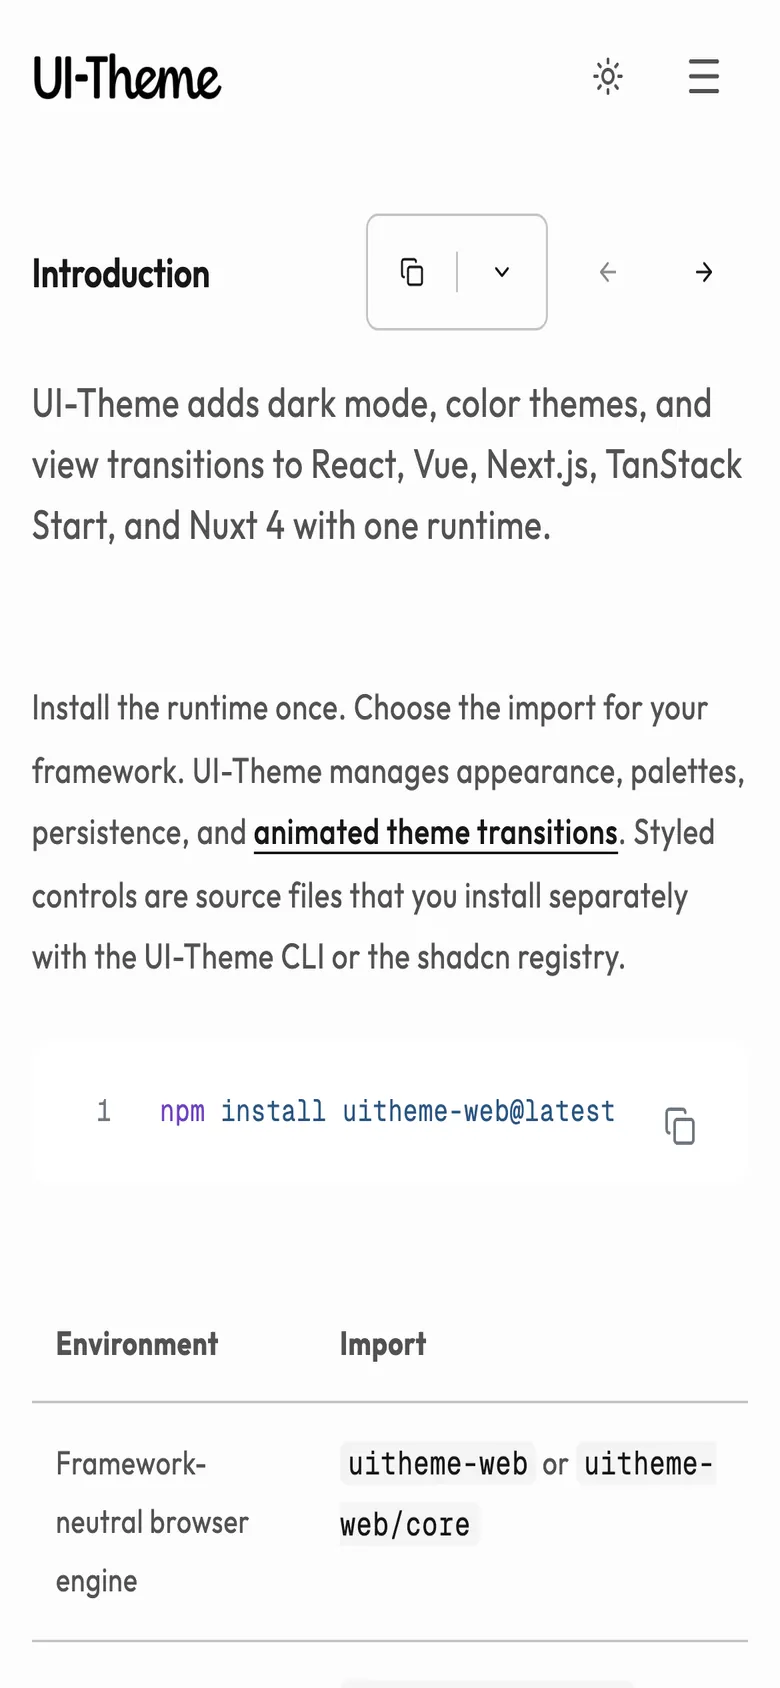 UI-Theme
Introduction
UI-Theme adds dark mode, color themes, and
view transitions to React, Vue, Next.js, TanStack
Start, and Nuxt 4 with one runtime.
Install the runtime once. Choose the import for your
framework. UI-Theme manages appearance, palettes,
persistence, and animated theme transitions. Styled
controls are source files that you install separately
with the UI-Theme CLI or the shadcn registry.
1 npm install uitheme-web@latest
Environment Import
Framework- uitheme-web or uitheme-
neutral browser web/core
engine